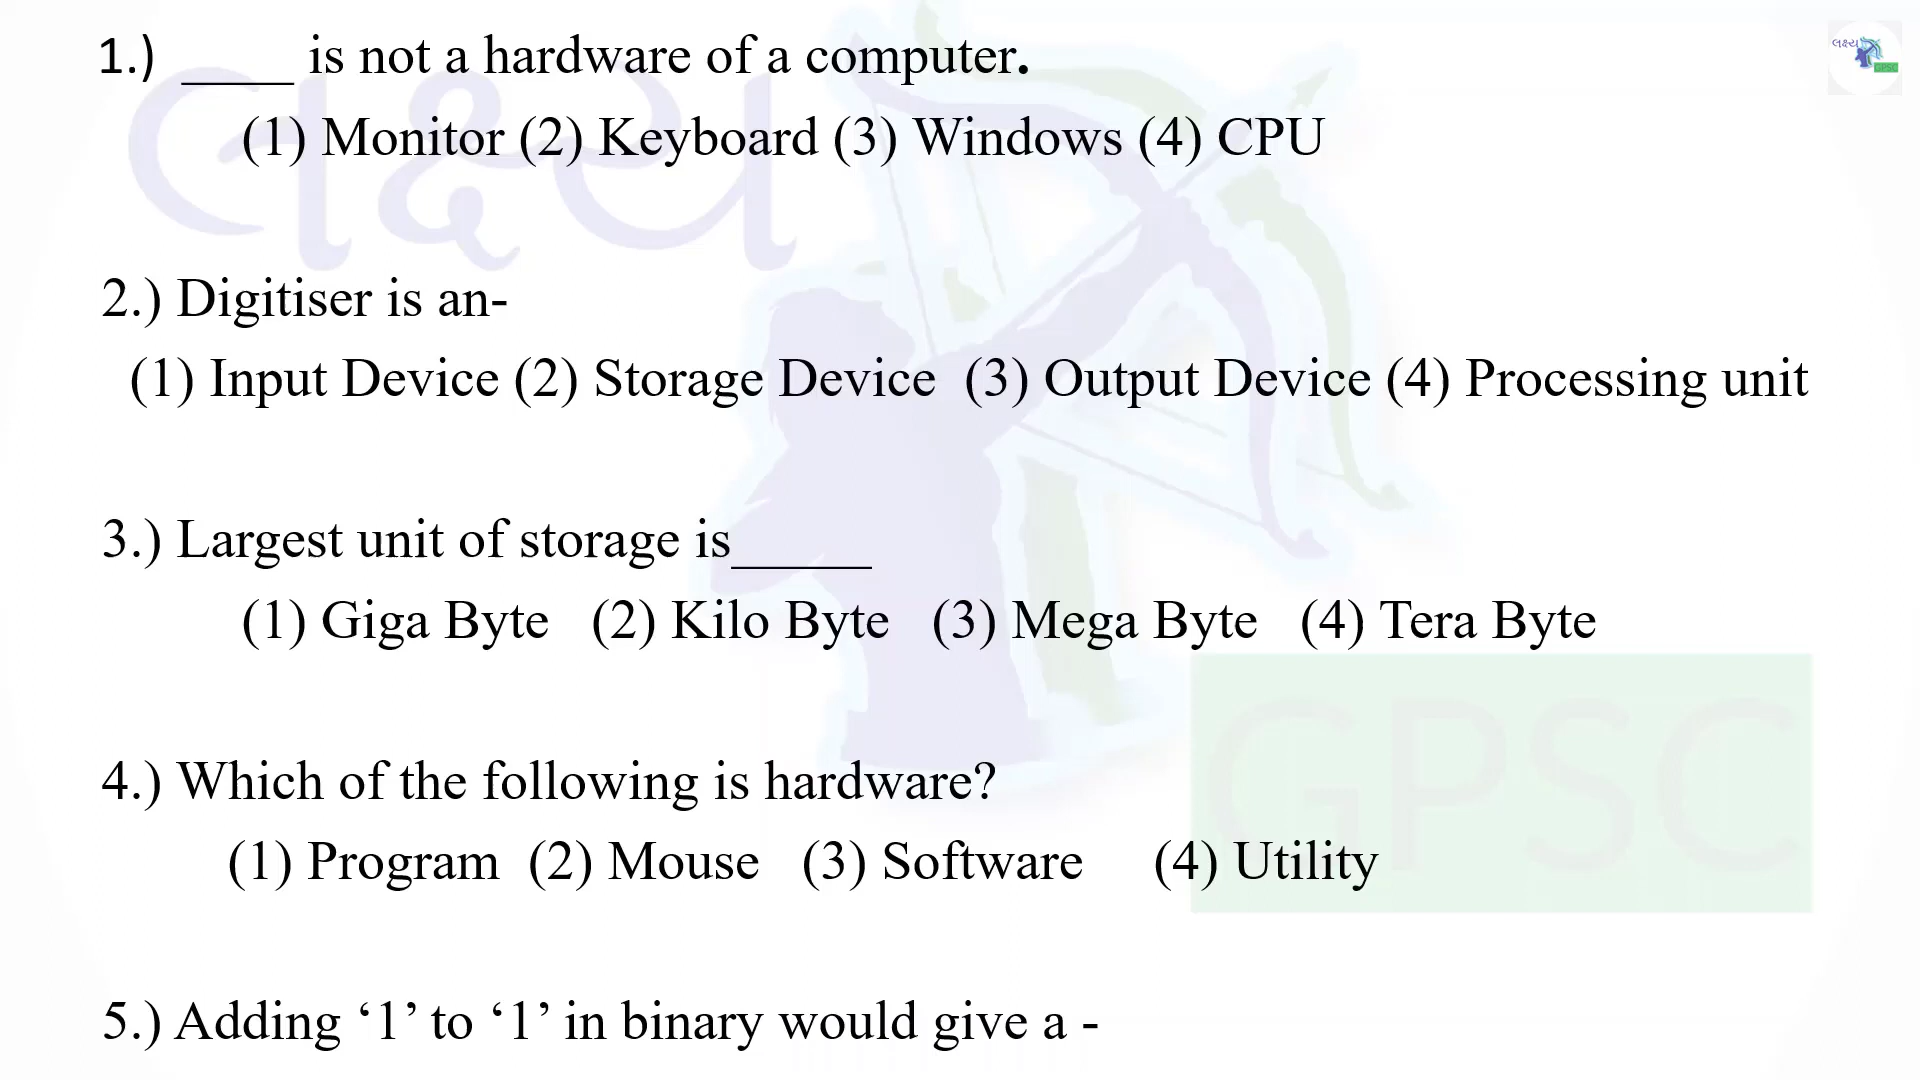 1.) ____ is not a hardware of a computer.
(1) Monitor (2) Keyboard (3) Windows (4) CPU
લક્ષ્ય
લક્ષ્ય
GPSC
2.) Digitiser is an-
(1) Input Device (2) Storage Device (3) Output Device (4) Processing unit
3.) Largest unit of storage is_____
(1) Giga Byte (2) Kilo Byte (3) Mega Byte (4) Tera Byte
4.) Which of the following is hardware?
(1) Program (2) Mouse (3) Software (4) Utility
GPSC
5.) Adding ‘1’ to ‘1’ in binary would give a -